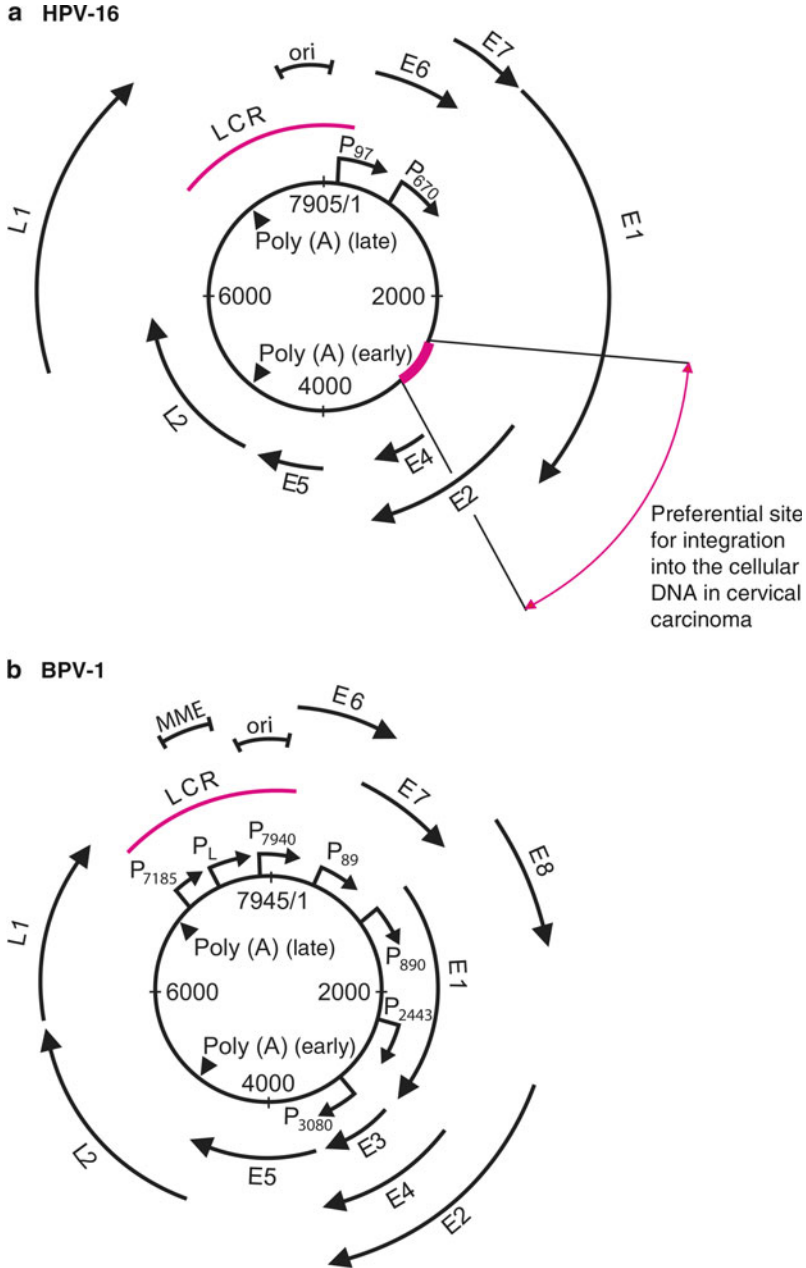 a HPV-16
ori
E7
E6
LCR
P97
P670
L1
E1
7905/1
Poly (A) (late)
6000
2000
Poly (A) (early)
4000
L2
E5
E4
E2
Preferential site
for integration
into the cellular
DNA in cervical
carcinoma
b BPV-1
E6
MME
ori
LCR
E7
P7185
PL
P7940
P89
E8
7945/1
L1
Poly (A) (late)
P890
E1
6000
2000
P2443
Poly (A) (early)
4000
P3080
E3
L2
E5
E4
E2